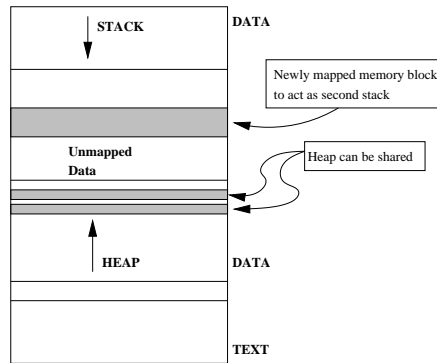 STACK
DATA
Newly mapped memory block
to act as second stack
Unmapped
Data
Heap can be shared
HEAP
DATA
TEXT